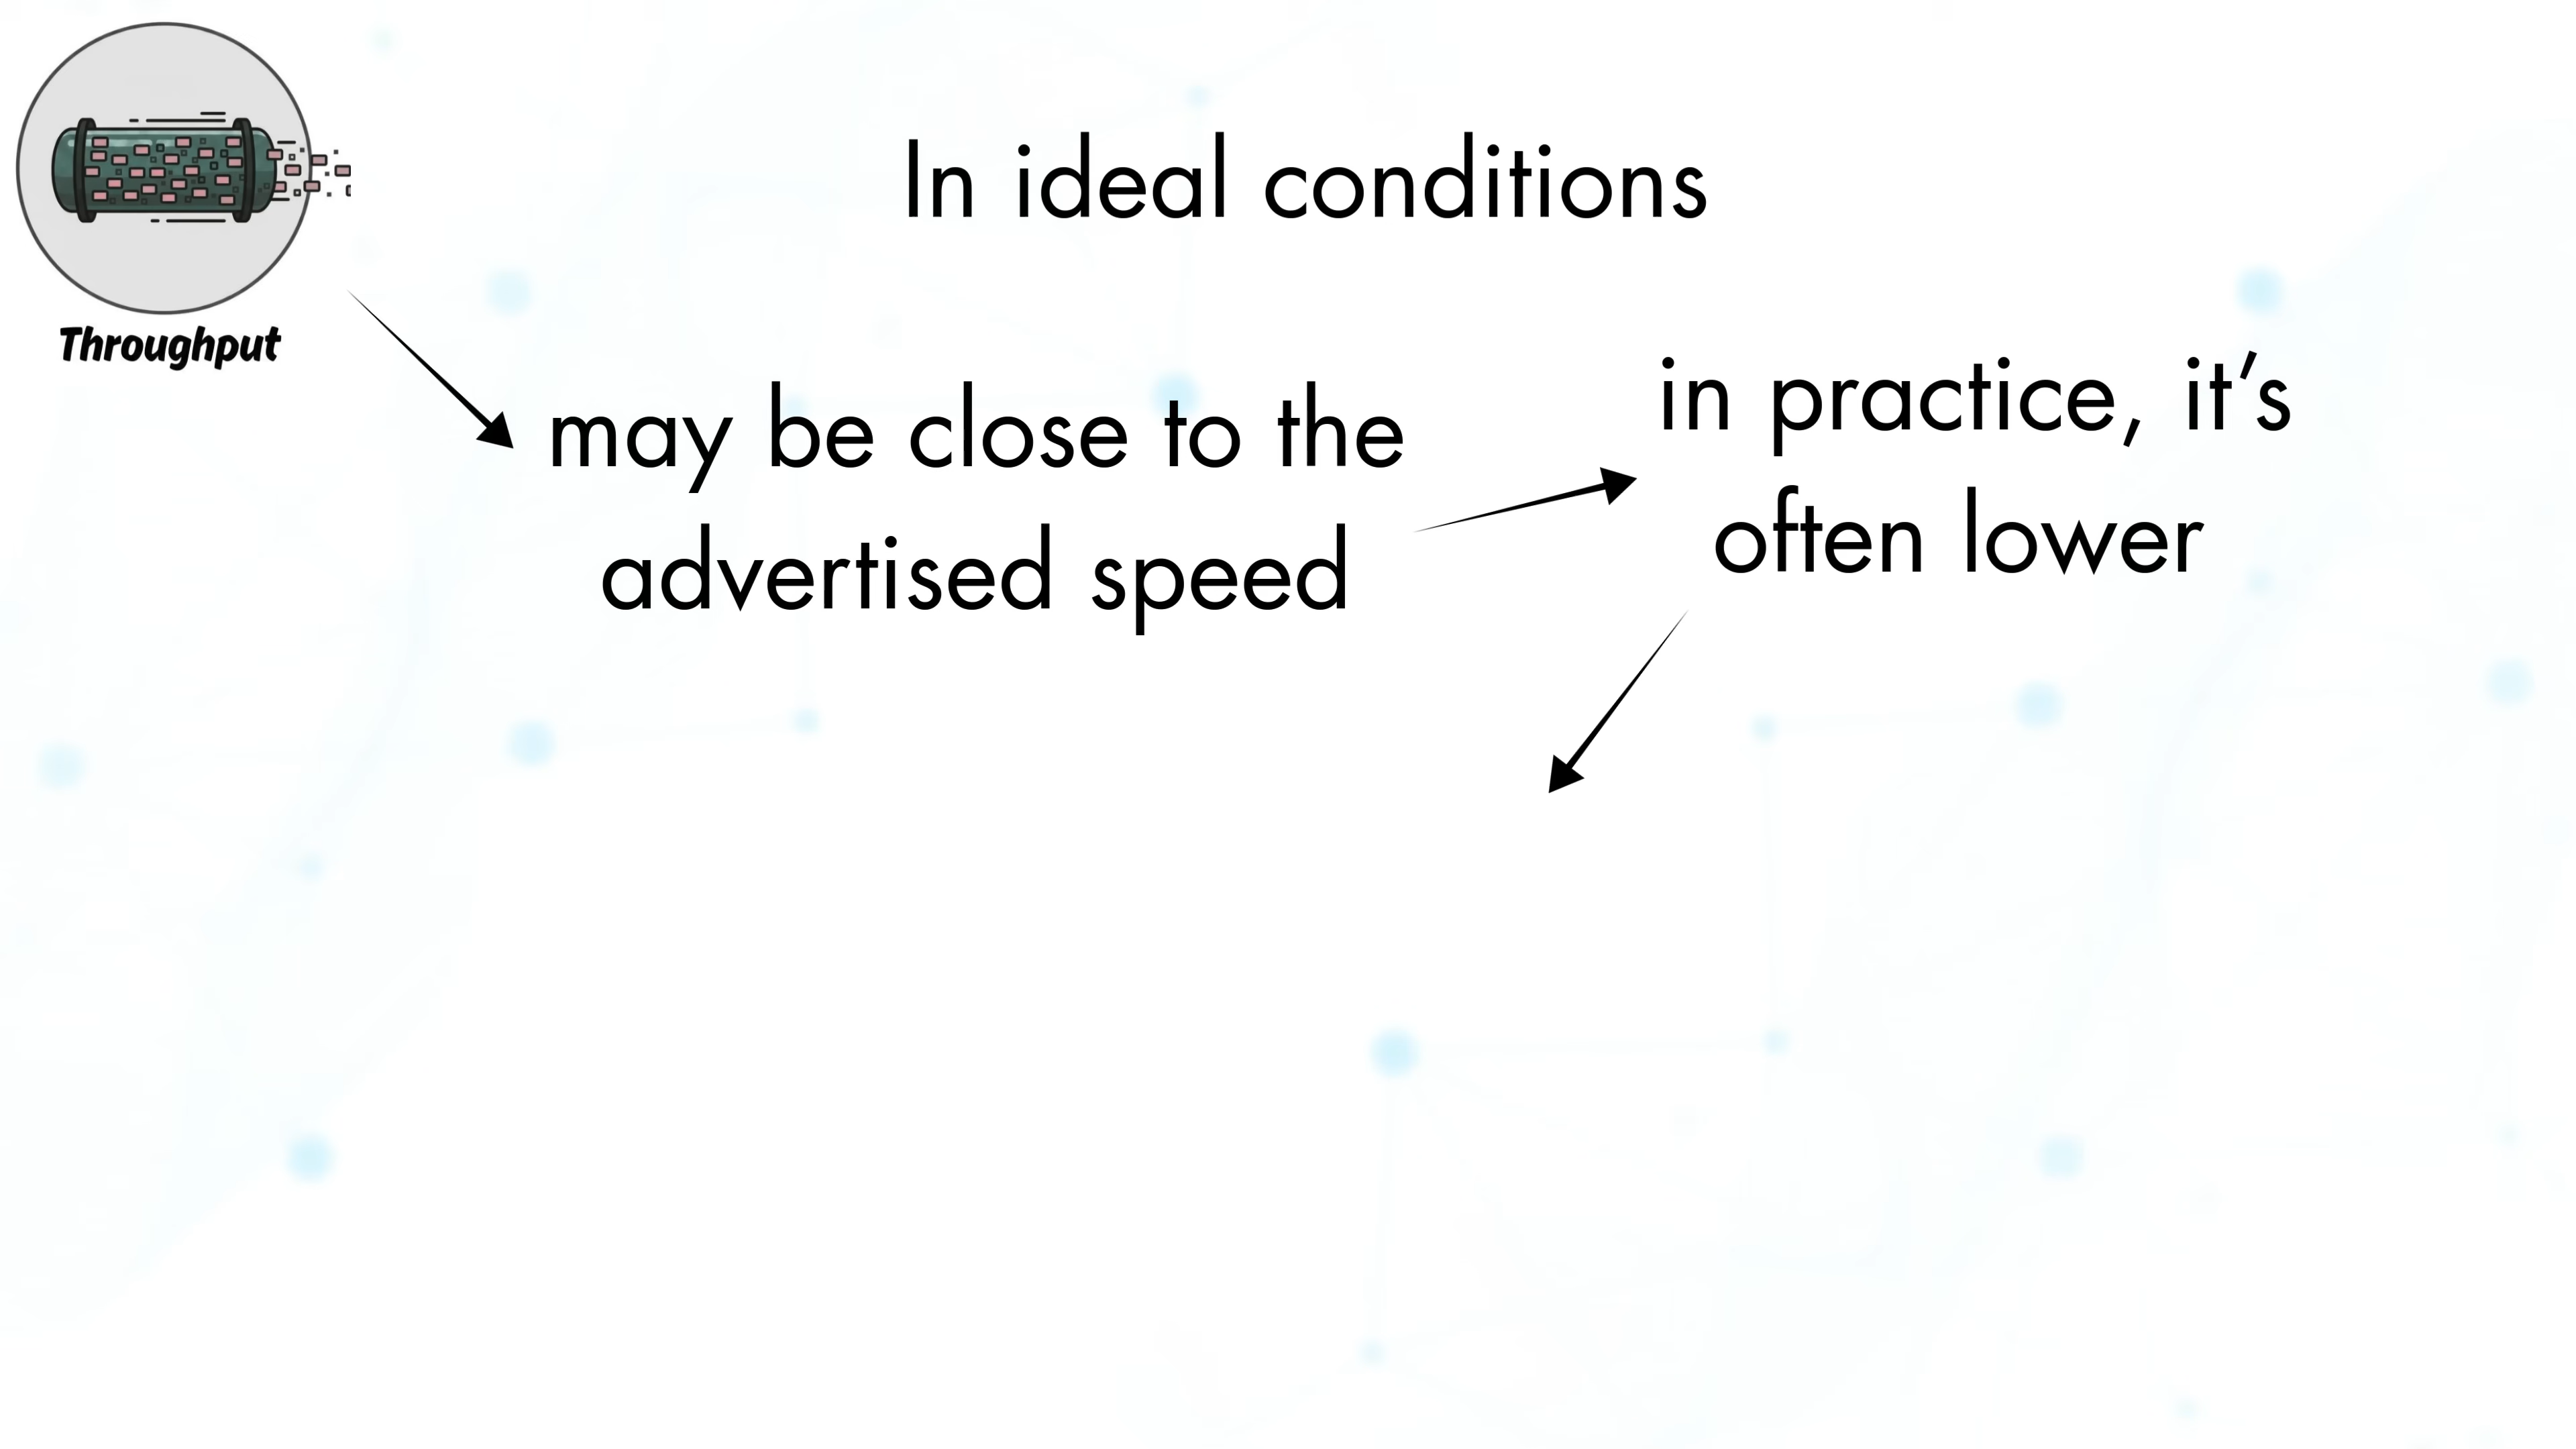 In ideal conditions
Throughput
may be close to the
advertised speed
in practice, it’s
often lower